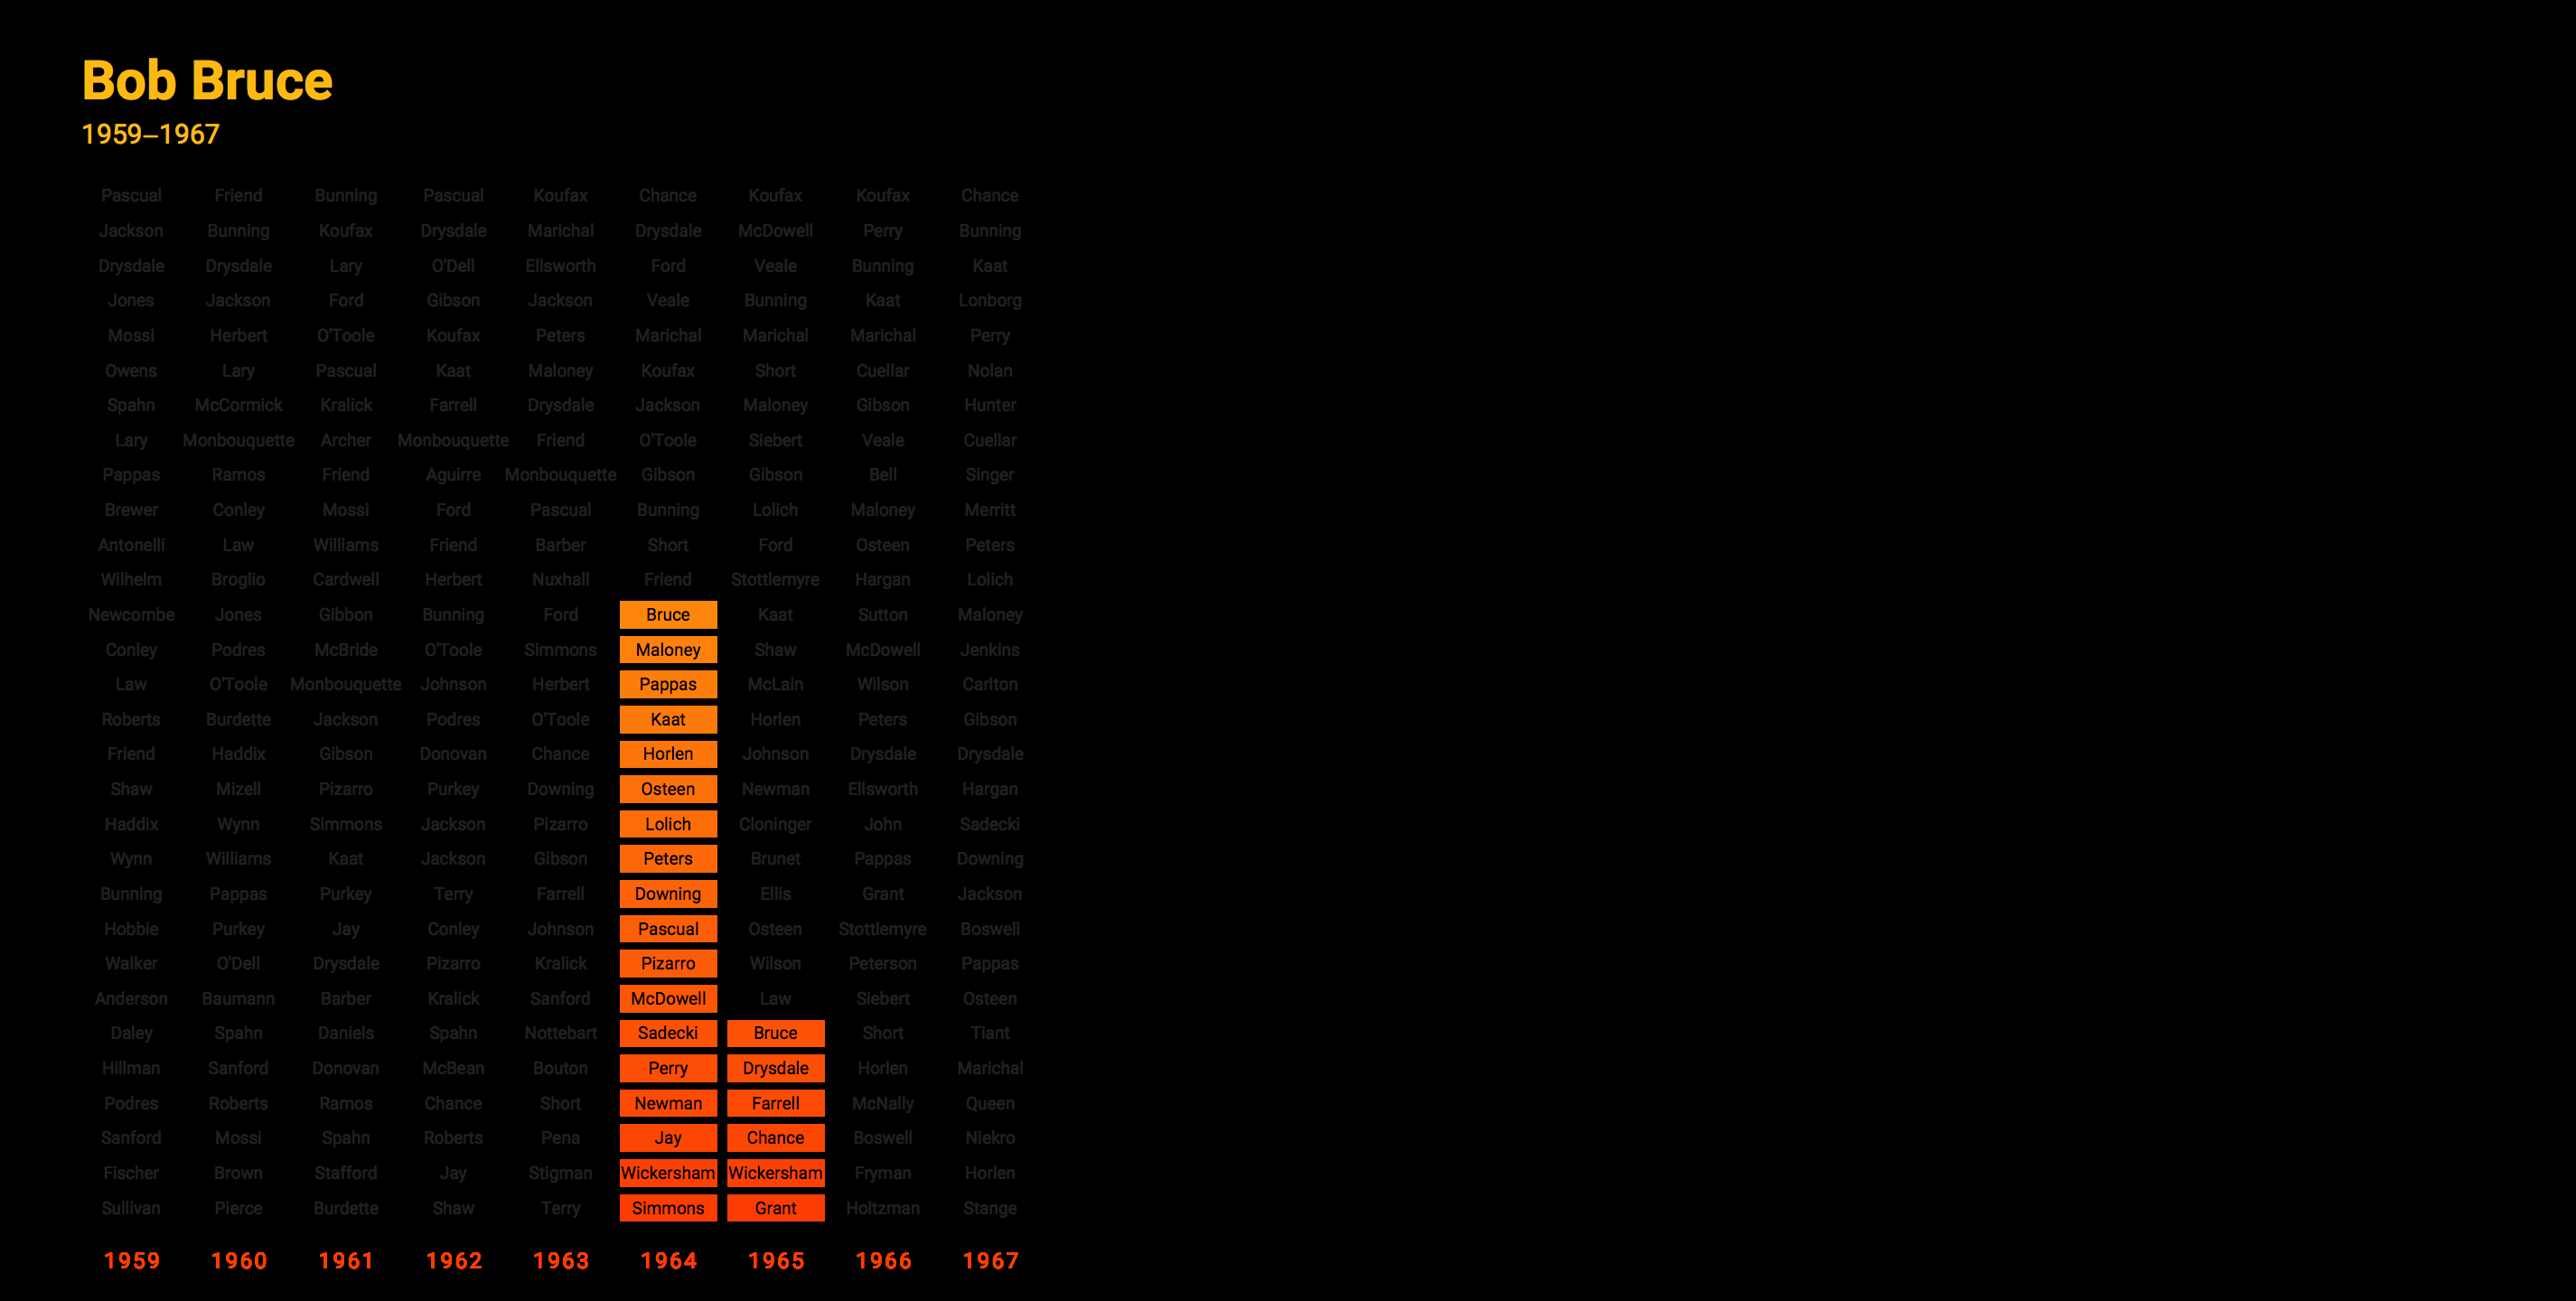 Bob Bruce
1959–1967
Pascual Friend Bunning Pascual Koufax Chance Koufax Koufax Chance
Jackson Bunning Koufax Drysdale Marichal Drysdale McDowell Perry Bunning
Drysdale Drysdale Lary O'Dell Ellsworth Ford Veale Bunning Kaat
Jones Jackson Ford Gibson Jackson Veale Bunning Kaat Lonborg
Mossi Herbert O'Toole Koufax Peters Marichal Marichal Marichal Perry
Owens Lary Pascual Kaat Maloney Koufax Short Cuellar Nolan
Spahn McCormick Kralick Farrell Drysdale Jackson Maloney Gibson Hunter
Lary Monbouquette Archer Monbouquette Friend O'Toole Siebert Veale Cuellar
Pappas Ramos Friend Aguirre Monbouquette Gibson Gibson Bell Singer
Brewer Conley Mossi Ford Pascual Bunning Lolich Maloney Merritt
Antonelli Law Williams Friend Barber Short Ford Osteen Peters
Wilhelm Broglio Cardwell Herbert Nuxhall Friend Stottlemyre Hargan Lolich
Newcombe Jones Gibbon Bunning Ford Bruce Kaat Sutton Maloney
Conley Podres McBride O'Toole Simmons Maloney Shaw McDowell Jenkins
Law O'Toole Monbouquette Johnson Herbert Pappas McLain Wilson Carlton
Roberts Burdette Jackson Podres O'Toole Kaat Horlen Peters Gibson
Friend Haddix Gibson Donovan Chance Horlen Johnson Drysdale Drysdale
Shaw Mizell Pizarro Purkey Downing Osteen Newman Ellsworth Hargan
Haddix Wynn Simmons Jackson Pizarro Lolich Cloninger John Sadecki
Wynn Williams Kaat Jackson Gibson Peters Brunet Pappas Downing
Bunning Pappas Purkey Terry Farrell Downing Ellis Grant Jackson
Hobbie Purkey Jay Conley Johnson Pascual Osteen Stottlemyre Boswell
Walker O'Dell Drysdale Pizarro Kralick Pizarro Wilson Peterson Pappas
Anderson Baumann Barber Kralick Sanford McDowell Law Siebert Osteen
Daley Spahn Daniels Spahn Nottebart Sadecki Bruce Short Tiant
Hillman Sanford Donovan McBean Bouton Perry Drysdale Horlen Marichal
Podres Roberts Ramos Chance Short Newman Farrell McNally Queen
Sanford Mossi Spahn Roberts Pena Jay Chance Boswell Niekro
Fischer Brown Stafford Jay Stigman Wickersham Wickersham Fryman Horlen
Sullivan Pierce Burdette Shaw Terry Simmons Grant Holtzman Stange
1959 1960 1961 1962 1963 1964 1965 1966 1967